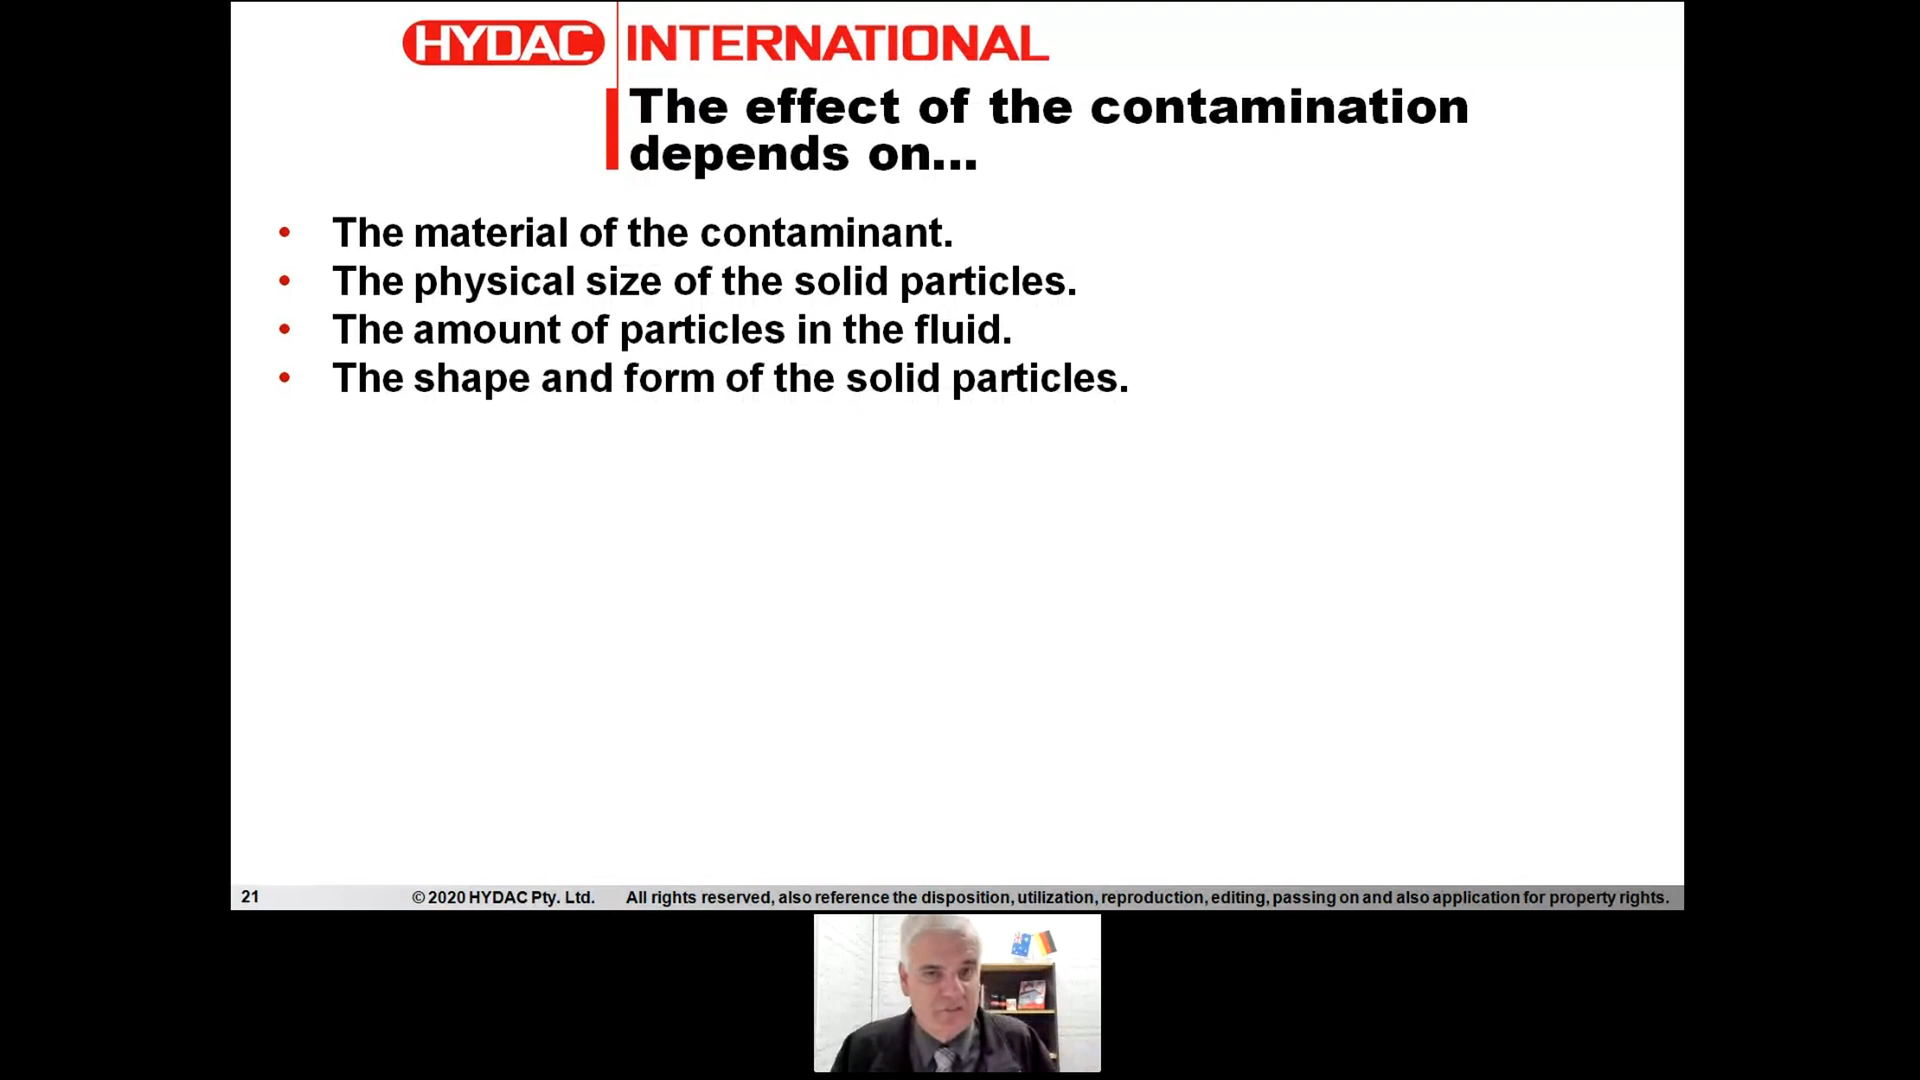 HYDAC INTERNATIONAL
The effect of the contamination
depends on...
• The material of the contaminant.
• The physical size of the solid particles.
• The amount of particles in the fluid.
• The shape and form of the solid particles.
21 © 2020 HYDAC Pty. Ltd. All rights reserved, also reference the disposition, utilization, reproduction, editing, passing on and also application for property rights.